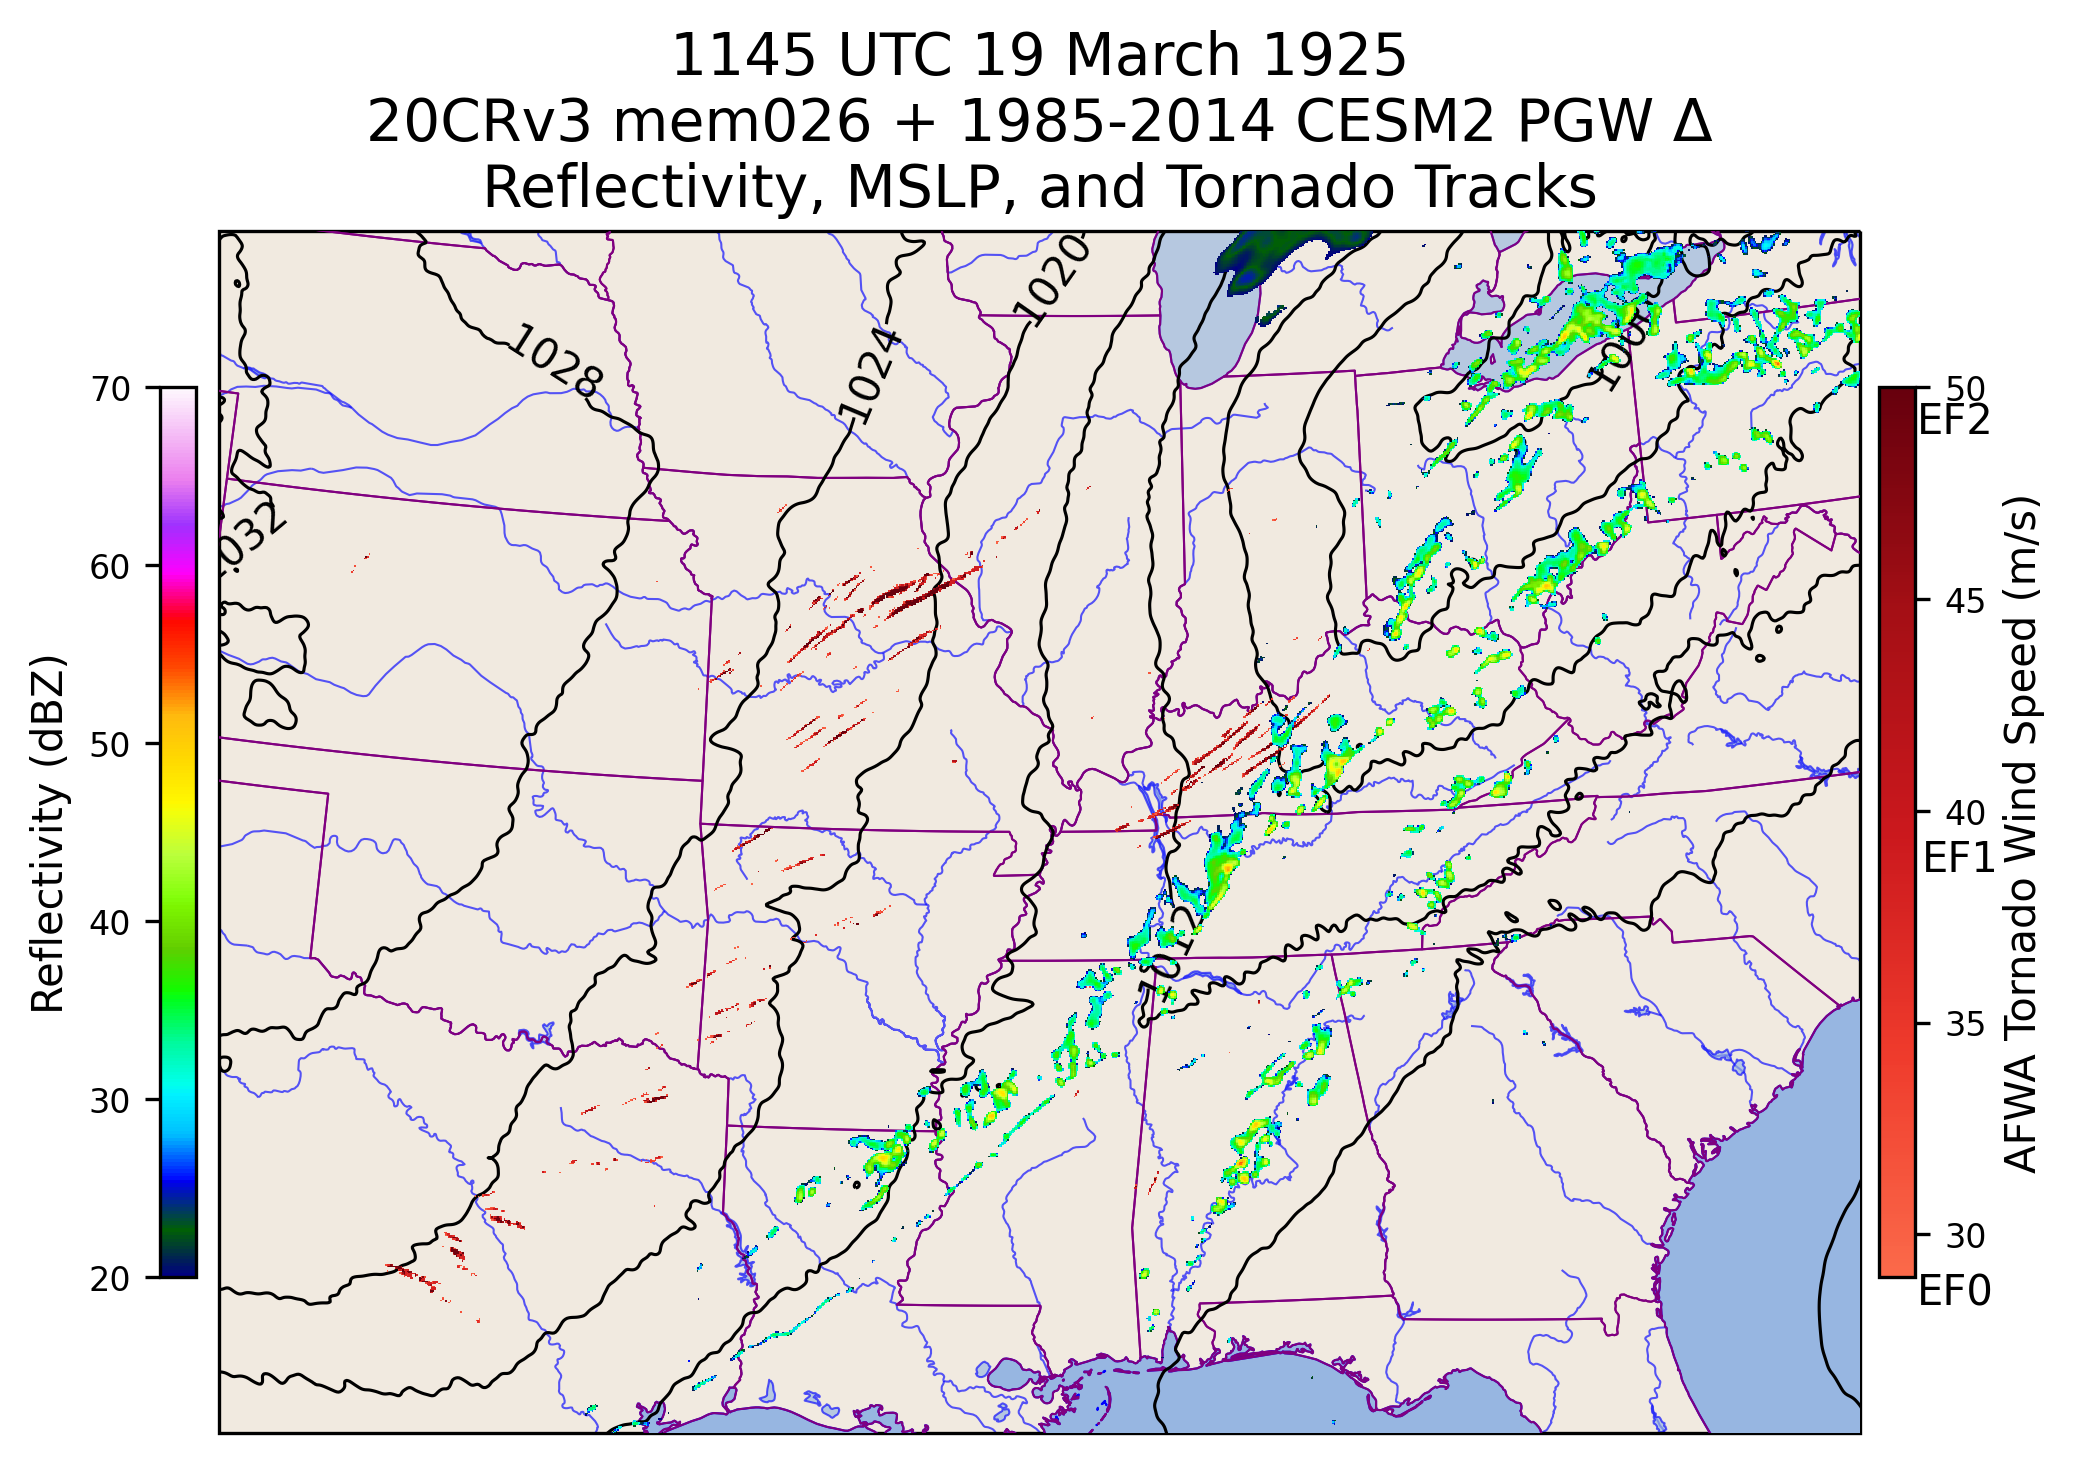 1145 UTC 19 March 1925
20CRv3 mem026 + 1985-2014 CESM2 PGW Δ
Reflectivity, MSLP, and Tornado Tracks
1020
1028
1024
1004
1032
1012
70
60
50
40
30
20
Reflectivity (dBZ)
50
EF2
45
40
EF1
35
30
EF0
AFWA Tornado Wind Speed (m/s)